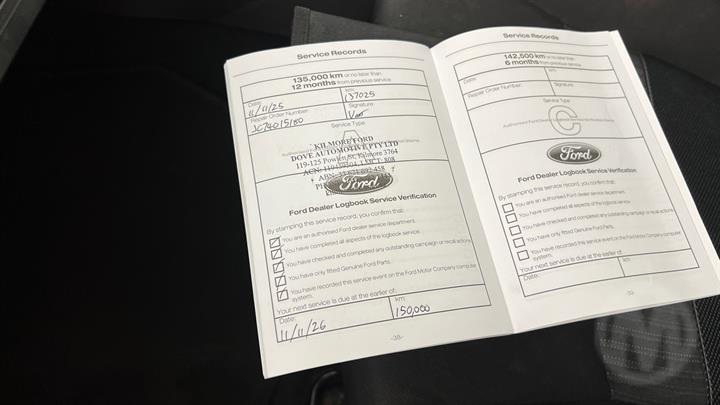 Service Records
135,000 km or no later than
12 months from previous service
Date:
km:
11/11/25
137025
Repair Order Number:
Signature:
JC74015180
Service Type
A
KILMORE FORD
DOVE AUTOMOTIVE PTY LTD
119-125 Powlett St, Kilmore 3764
Ford
Ford Dealer Logbook Service Verification
By stamping this service record, you confirm that:
You are an authorised Ford dealer service department.
You have completed all aspects of the logbook service.
You have checked and completed any outstanding campaign or recall actions.
You have only fitted Genuine Ford Parts.
You have recorded this service event on the Ford Motor Company computer
system.
Your next service is due at the earlier of:
Date:
km:
11/11/26
150,000
-38-
Service Records
142,500 km or no later than
6 months from previous service
Date:
km:
Repair Order Number:
Signature:
Service Type
C
Ford
Ford Dealer Logbook Service Verification
By stamping this service record, you confirm that:
You are an authorised Ford dealer service department.
You have completed all aspects of the logbook service.
You have checked and completed any outstanding campaign or recall actions.
You have only fitted Genuine Ford Parts.
You have recorded this service event on the Ford Motor Company computer
system.
Your next service is due at the earlier of:
Date:
km: